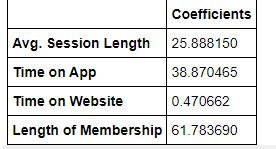 Coefficients
Avg. Session Length 25.888150
Time on App 38.870465
Time on Website 0.470662
Length of Membership 61.783690